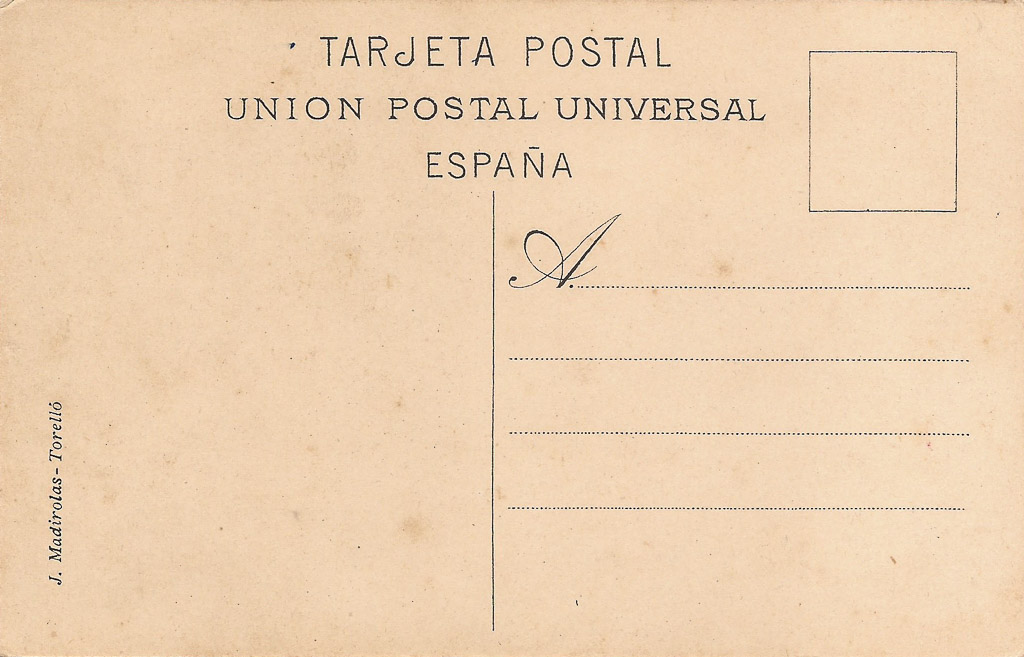 TARJETA POSTAL
UNION POSTAL UNIVERSAL
ESPAÑA
A.
J. Madirolas - Torelló